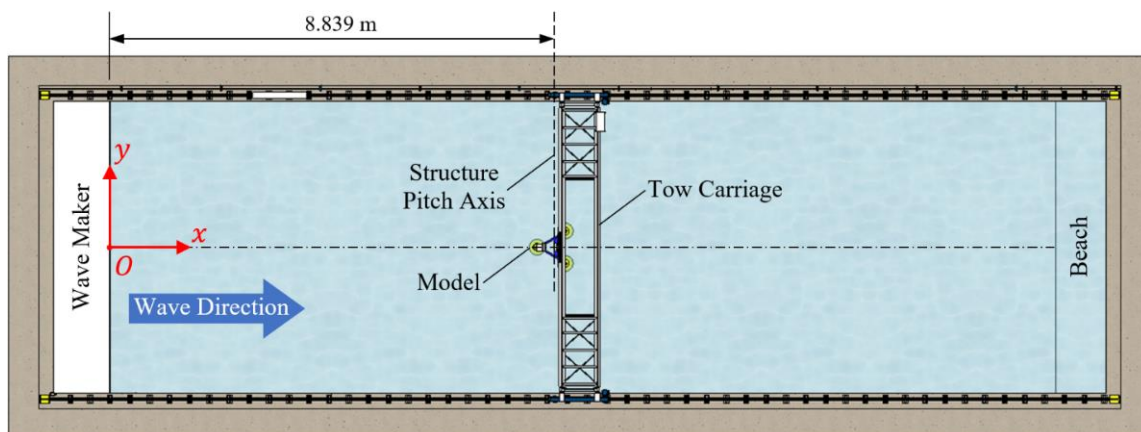 8.839 m
Wave Maker
y
x
O
Wave Direction
Structure
Pitch Axis
Model
Tow Carriage
Beach